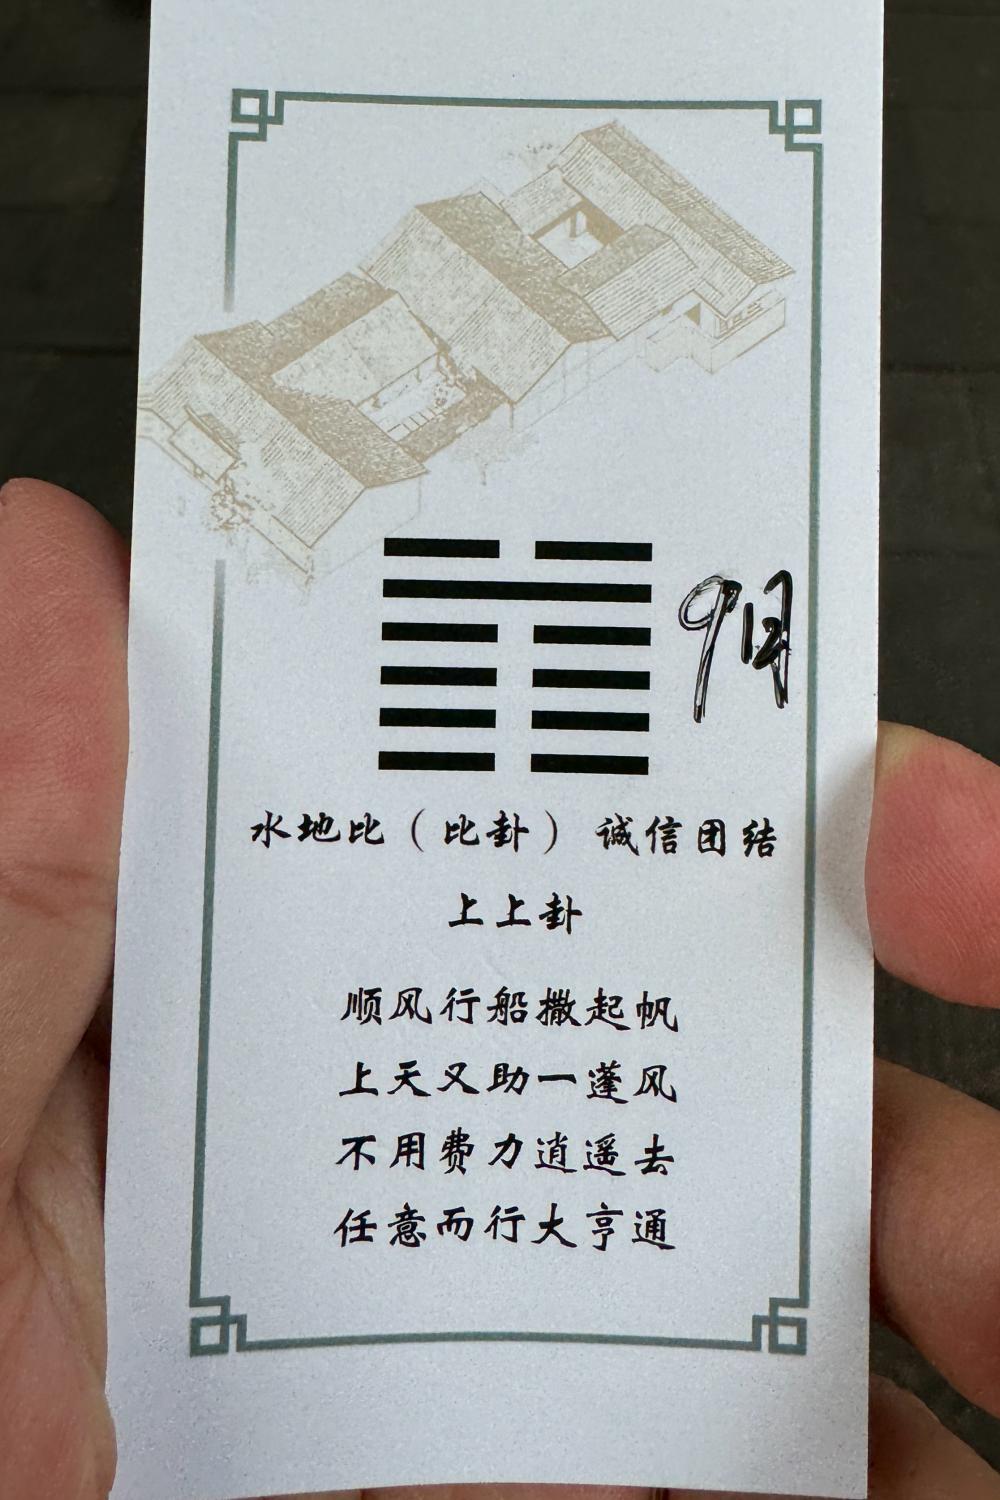 9月
水地比（比卦） 诚信团结
上上卦
顺风行船撒起帆
上天又助一蓬风
不用费力逍遥去
任意而行大亨通